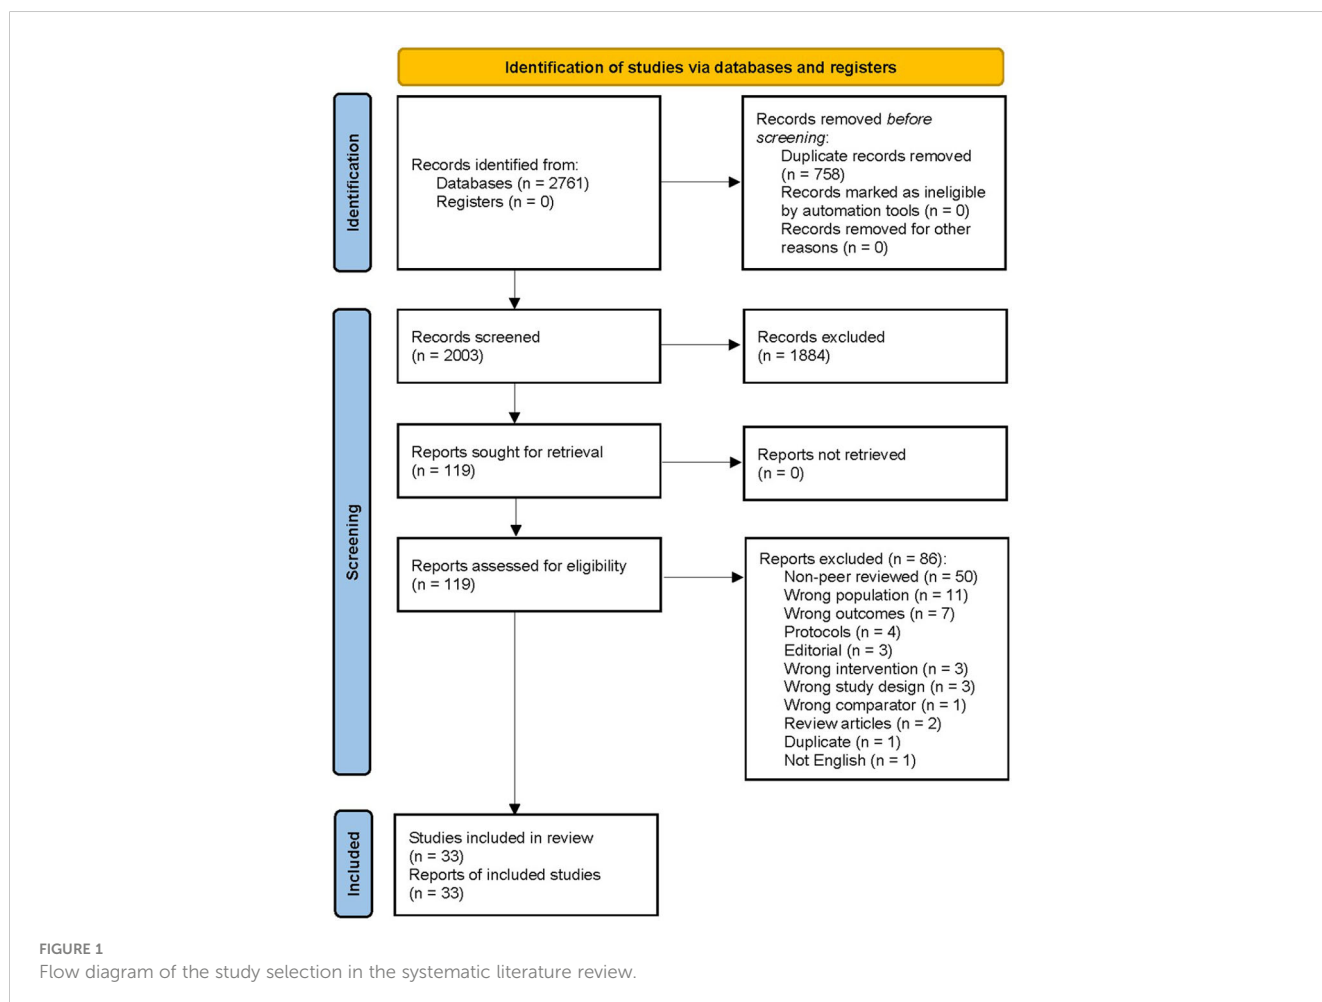 Identification of studies via databases and registers
Identification
Records identified from:
Databases (n = 2761)
Registers (n = 0)
Records removed before
screening:
Duplicate records removed
(n = 758)
Records marked as ineligible
by automation tools (n = 0)
Records removed for other
reasons (n = 0)
Screening
Records screened
(n = 2003)
Records excluded
(n = 1884)
Reports sought for retrieval
(n = 119)
Reports not retrieved
(n = 0)
Reports assessed for eligibility
(n = 119)
Reports excluded (n = 86):
Non-peer reviewed (n = 50)
Wrong population (n = 11)
Wrong outcomes (n = 7)
Protocols (n = 4)
Editorial (n = 3)
Wrong intervention (n = 3)
Wrong study design (n = 3)
Wrong comparator (n = 1)
Review articles (n = 2)
Duplicate (n = 1)
Not English (n = 1)
Included
Studies included in review
(n = 33)
Reports of included studies
(n = 33)
FIGURE 1
Flow diagram of the study selection in the systematic literature review.